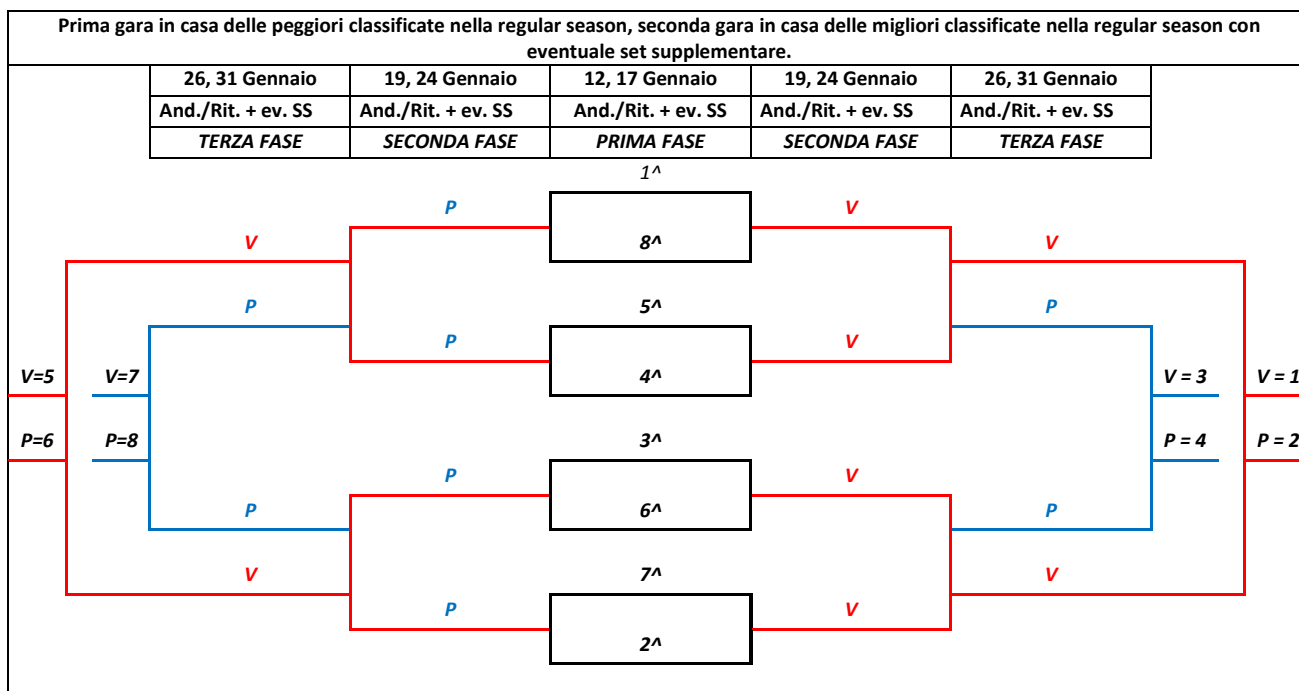 Prima gara in casa delle peggiori classificate nella regular season, seconda gara in casa delle migliori classificate nella regular season con
eventuale set supplementare.
26, 31 Gennaio 19, 24 Gennaio 12, 17 Gennaio 19, 24 Gennaio 26, 31 Gennaio
And./Rit. + ev. SS And./Rit. + ev. SS And./Rit. + ev. SS And./Rit. + ev. SS And./Rit. + ev. SS
TERZA FASE SECONDA FASE PRIMA FASE SECONDA FASE TERZA FASE
1^
P V
V 8^ V
P 5^ P
P V
V=5 V=7 4^ V = 3 V = 1
P=6 P=8 3^ P = 4 P = 2
P V
P 6^ P
V 7^ V
P V
2^